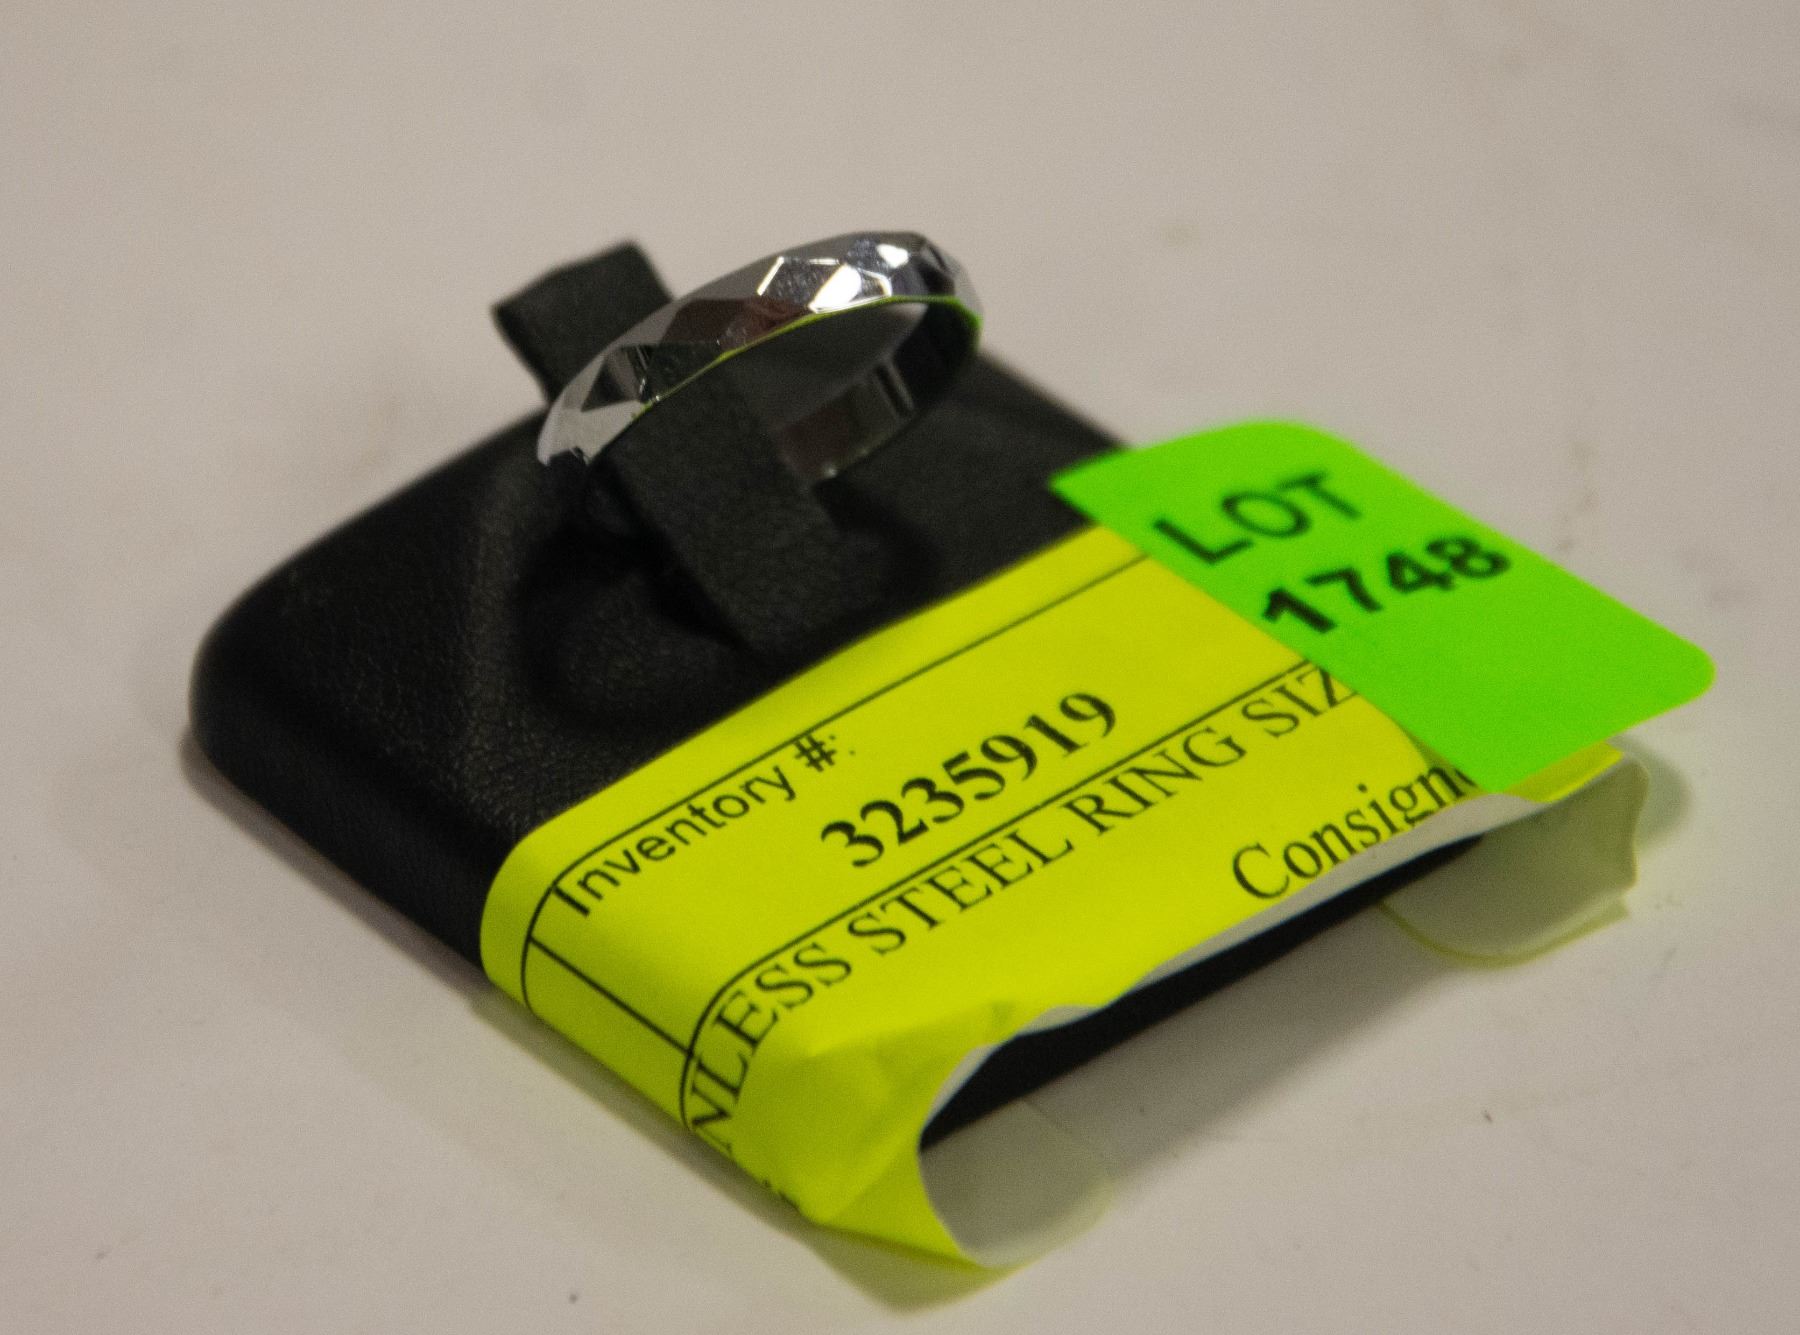 LOT
1748
Inventory #:
3235919
NLESS STEEL RING SIZ
Consign